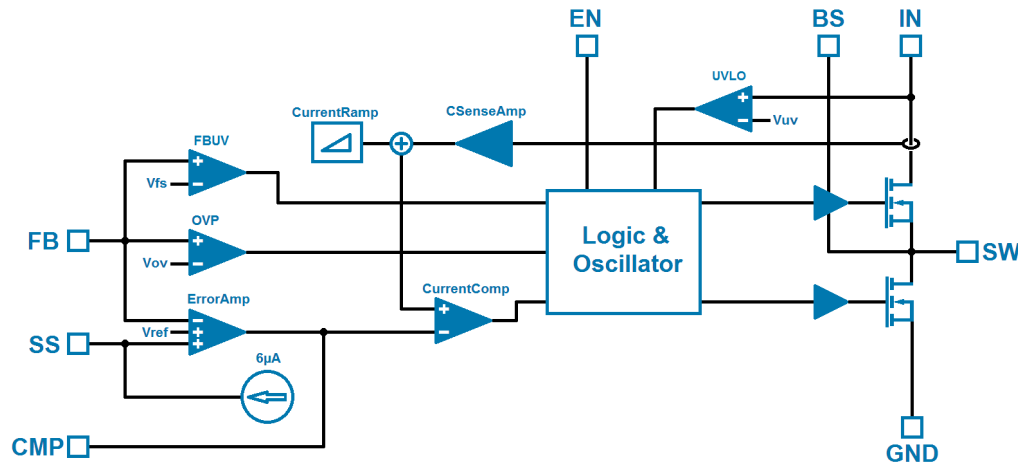 EN
BS
IN
UVLO
+
−
Vuv
CurrentRamp
CSenseAmp
+
FBUV
+
Vfs
−
FB
OVP
+
Vov
−
Logic &
Oscillator
SW
ErrorAmp
−
Vref
+
+
CurrentComp
+
−
SS
6µA
CMP
GND